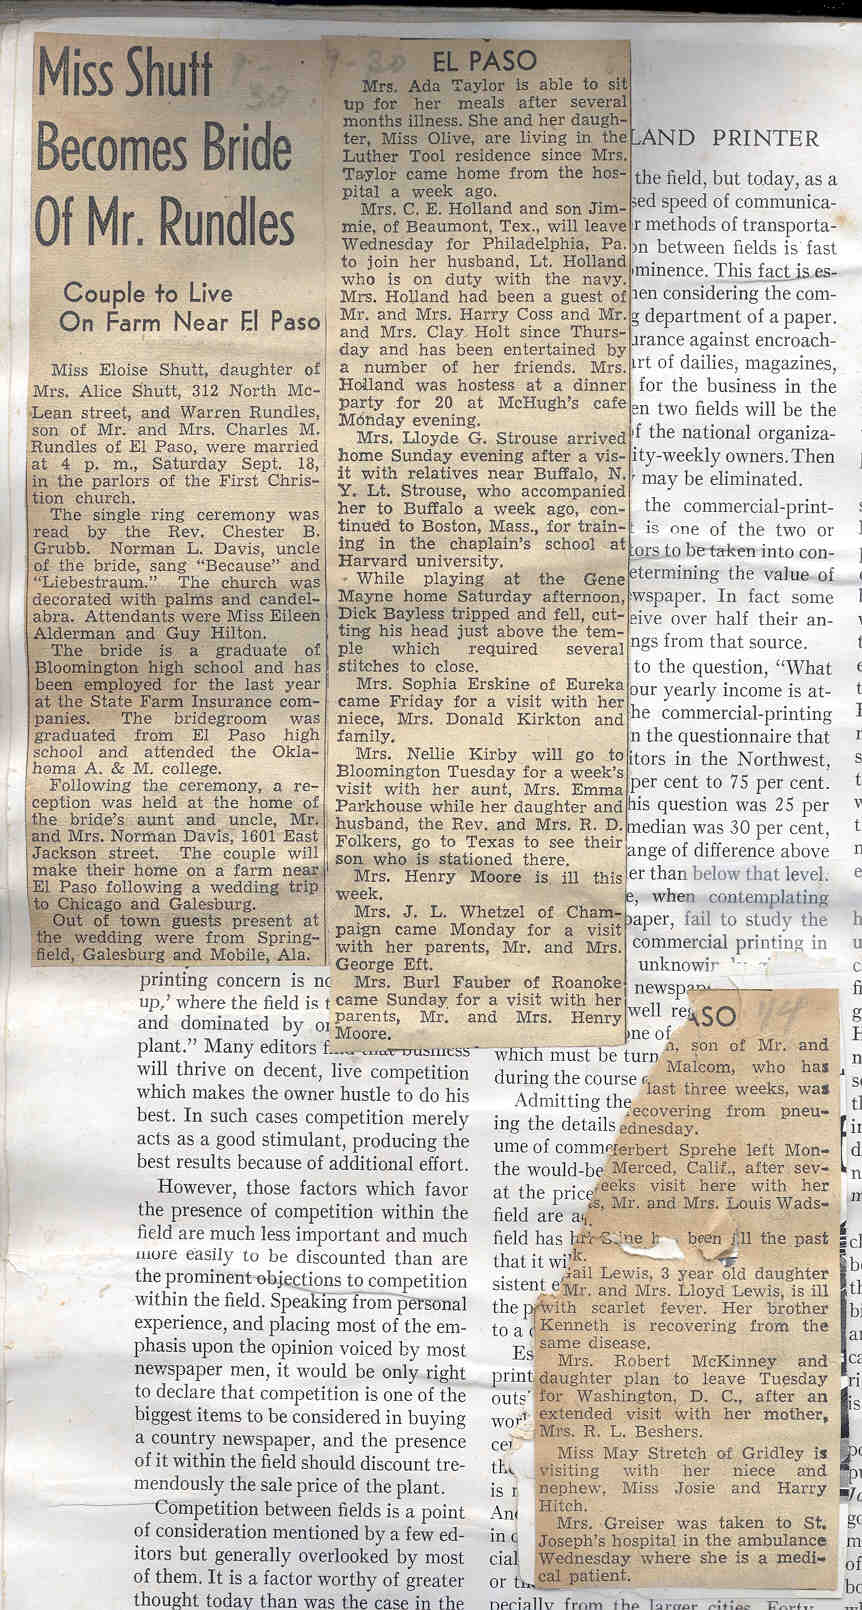 Miss Shutt
Becomes Bride
Of Mr. Rundles
Couple to Live
On Farm Near El Paso
Miss Eloise Shutt, daughter of
Mrs. Alice Shutt, 312 North Mc-
Lean street, and Warren Rundles,
son of Mr. and Mrs. Charles M.
Rundles of El Paso, were married
at 4 p. m., Saturday Sept. 18,
in the parlors of the First Chris-
tion church.
The single ring ceremony was
read by the Rev. Chester B.
Grubb. Norman L. Davis, uncle
of the bride, sang "Because" and
"Liebestraum." The church was
decorated with palms and candel-
abra. Attendants were Miss Eileen
Alderman and Guy Hilton.
The bride is a graduate of
Bloomington high school and has
been employed for the last year
at the State Farm Insurance com-
panies. The bridegroom was
graduated from El Paso high
school and attended the Okla-
homa A. & M. college.
Following the ceremony, a re-
ception was held at the home of
the bride's aunt and uncle, Mr.
and Mrs. Norman Davis, 1601 East
Jackson street. The couple will
make their home on a farm near
El Paso following a wedding trip
to Chicago and Galesburg.
Out of town guests present at
the wedding were from Spring-
field, Galesburg and Mobile, Ala.
9-30
EL PASO
Mrs. Ada Taylor is able to sit
up for her meals after several
months illness. She and her daugh-
ter, Miss Olive, are living in the
Luther Tool residence since Mrs.
Taylor came home from the hos-
pital a week ago.
Mrs. C. E. Holland and son Jim-
mie, of Beaumont, Tex., will leave
Wednesday for Philadelphia, Pa.
to join her husband, Lt. Holland
who is on duty with the navy.
Mrs. Holland had been a guest of
Mr. and Mrs. Harry Coss and Mr.
and Mrs. Clay Holt since Thurs-
day and has been entertained by
a number of her friends. Mrs.
Holland was hostess at a dinner
party for 20 at McHugh's cafe
Monday evening.
Mrs. Lloyde G. Strouse arrived
home Sunday evening after a vis-
it with relatives near Buffalo, N.
Y. Lt. Strouse, who accompanied
her to Buffalo a week ago, con-
tinued to Boston, Mass., for train-
ing in the chaplain's school at
Harvard university.
While playing at the Gene
Mayne home Saturday afternoon,
Dick Bayless tripped and fell, cut-
ting his head just above the tem-
ple which required several
stitches to close.
Mrs. Sophia Erskine of Eureka
came Friday for a visit with her
niece, Mrs. Donald Kirkton and
family.
Mrs. Nellie Kirby will go to
Bloomington Tuesday for a week's
visit with her aunt, Mrs. Emma
Parkhouse while her daughter and
husband, the Rev. and Mrs. R. D.
Folkers, go to Texas to see their
son who is stationed there.
Mrs. Henry Moore is ill this
week.
Mrs. J. L. Whetzel of Cham-
paign came Monday for a visit
with her parents, Mr. and Mrs.
George Eft.
Mrs. Burl Fauber of Roanoke
came Sunday for a visit with her
parents, Mr. and Mrs. Henry
Moore.
LAND PRINTER
the field, but today, as a
sed speed of communica-
r methods of transporta-
on between fields is fast
ominence. This fact is es-
hen considering the com-
g department of a paper.
urance against encroach-
art of dailies, magazines,
for the business in the
en two fields will be the
of the national organiza-
ity-weekly owners. Then
may be eliminated.
the commercial-print-
t is one of the two or
tors to be taken into con-
etermining the value of
ewspaper. In fact some
eive over half their an-
ngs from that source.
to the question, "What
our yearly income is at-
he commercial-printing
n the questionnaire that
itors in the Northwest,
per cent to 75 per cent.
his question was 25 per
median was 30 per cent,
ange of difference above
er than below that level.
e, when contemplating
paper, fail to study the
commercial printing in
newspap
well reg
one of
which must be turn
during the course
Admitting the
ing the details
ume of comme
the would-be
at the price
field are a
field has
that it wi
sistent e
the p
to a
Es
print
outs
wor
printing concern is no
up,' where the field is t
and dominated by or
plant." Many editors find that business
will thrive on decent, live competition
which makes the owner hustle to do his
best. In such cases competition merely
acts as a good stimulant, producing the
best results because of additional effort.
However, those factors which favor
the presence of competition within the
field are much less important and much
more easily to be discounted than are
the prominent objections to competition
within the field. Speaking from personal
experience, and placing most of the em-
phasis upon the opinion voiced by most
newspaper men, it would be only right
to declare that competition is one of the
biggest items to be considered in buying
a country newspaper, and the presence
of it within the field should discount tre-
mendously the sale price of the plant.
Competition between fields is a point
of consideration mentioned by a few ed-
itors but generally overlooked by most
of them. It is a factor worthy of greater
thought today than was the case in the
pecially from the larger cities. Forty
ASO
son of Mr. and
Malcom, who has
last three weeks, was
ecovering from pneu-
ednesday.
erbert Sprehe left Mon-
Merced, Calif., after sev-
eeks visit here with her
s, Mr. and Mrs. Louis Wads-
been ill the past
k.
ail Lewis, 3 year old daughter
Mr. and Mrs. Lloyd Lewis, is ill
with scarlet fever. Her brother
Kenneth is recovering from the
same disease.
Mrs. Robert McKinney and
daughter plan to leave Tuesday
for Washington, D. C., after an
extended visit with her mother,
Mrs. R. L. Beshers.
Miss May Stretch of Gridley is
visiting with her niece and
nephew, Miss Josie and Harry
Hitch.
Mrs. Greiser was taken to St.
Joseph's hospital in the ambulance
Wednesday where she is a medi-
cal patient.